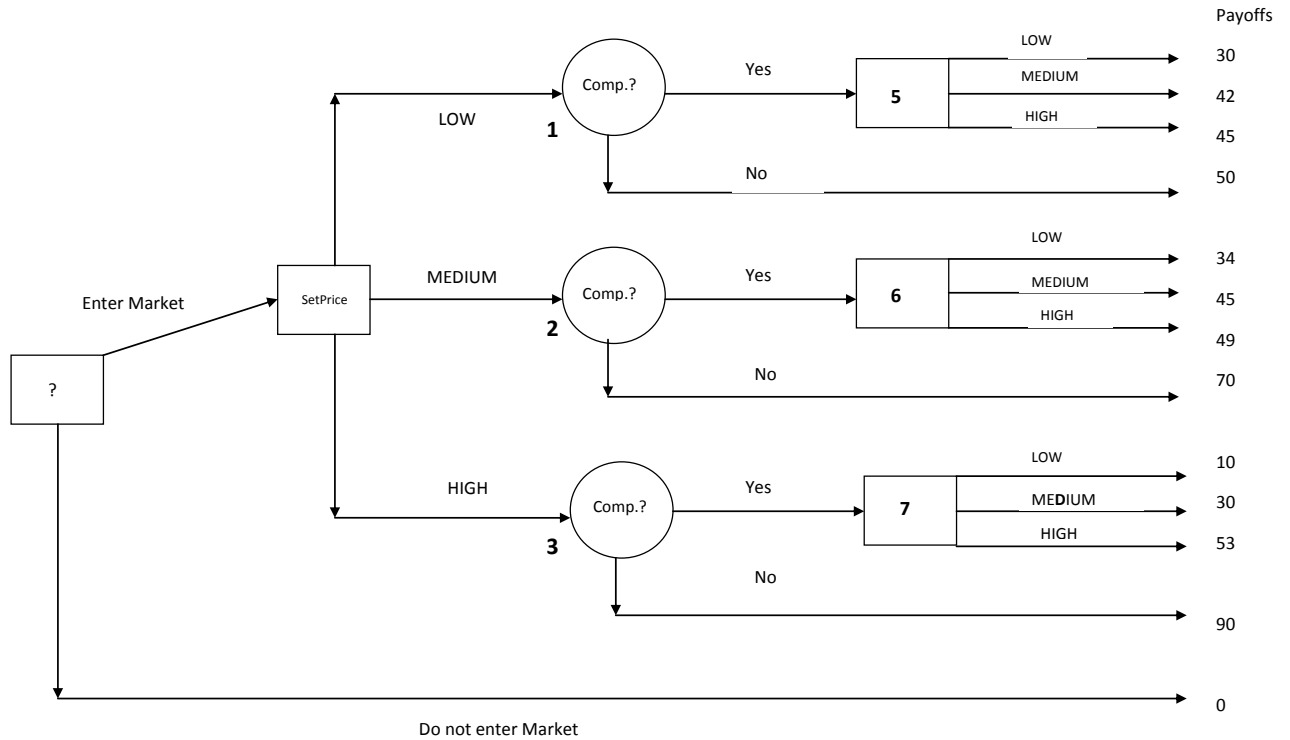 Payoffs
LOW
30
Comp.?
Yes
MEDIUM
5
42
LOW
1
HIGH
45
No
50
LOW
34
MEDIUM
Comp.?
Yes
MEDIUM
6
45
Enter Market
SetPrice
2
HIGH
49
No
70
?
LOW
10
HIGH
Comp.?
Yes
MEDIUM
7
30
3
HIGH
53
No
90
0
Do not enter Market